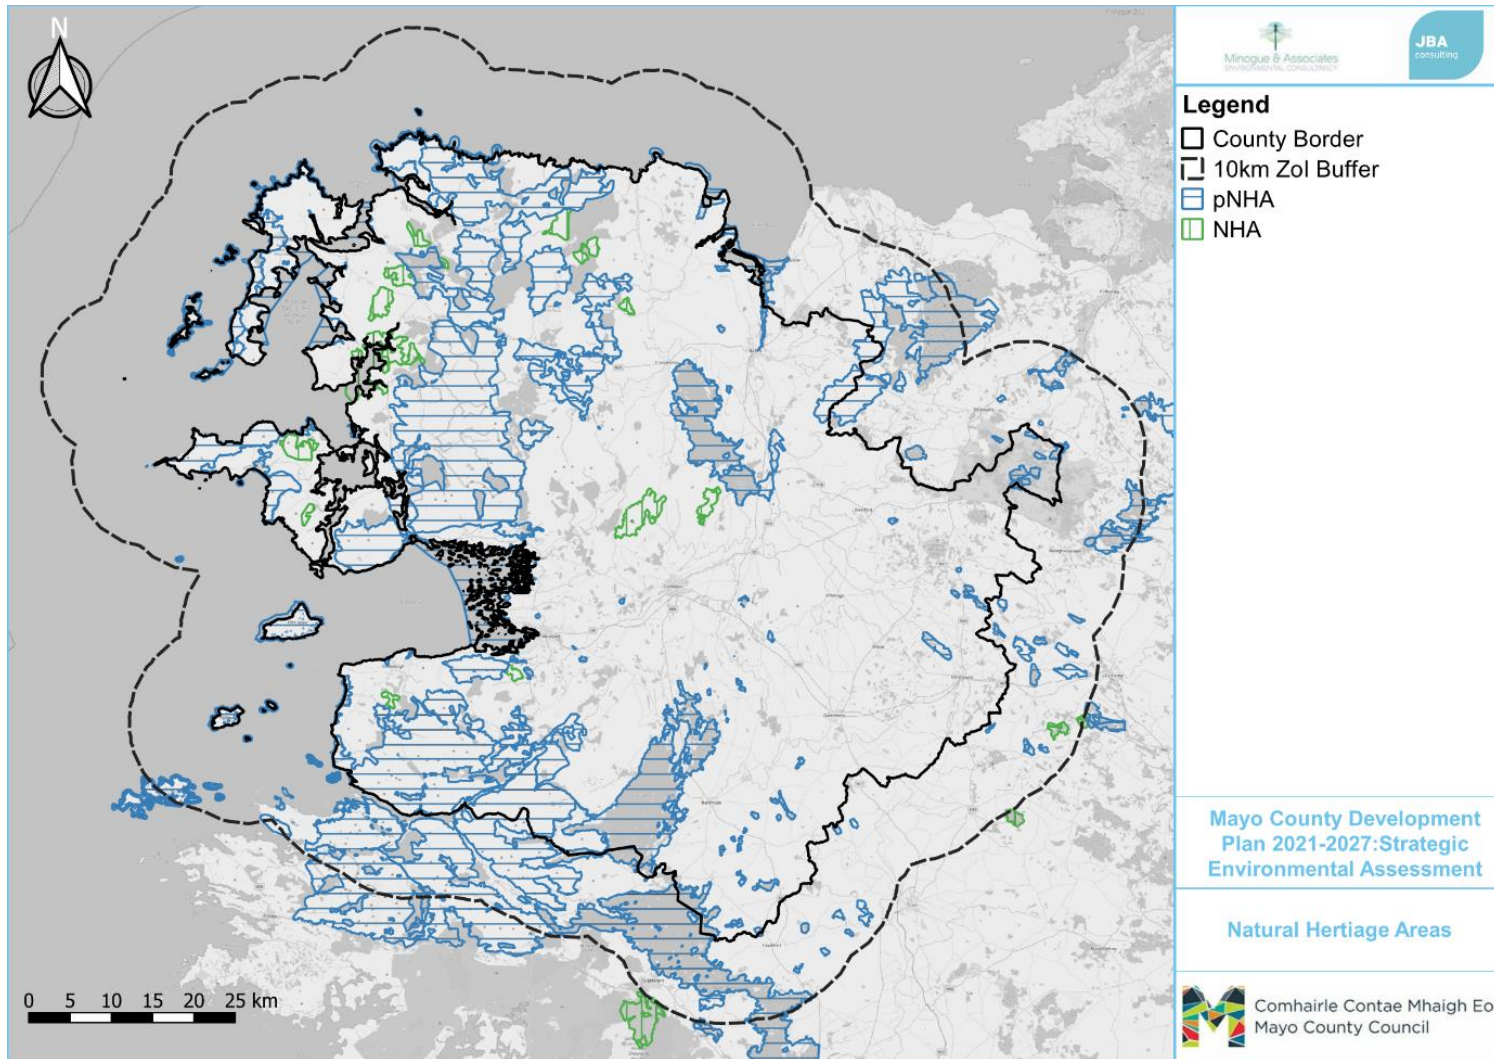 N
Minogue & Associates
ENVIRONMENTAL CONSULTANCY
JBA
consulting
Legend
County Border
10km ZoI Buffer
pNHA
NHA
Mayo County Development
Plan 2021-2027:Strategic
Environmental Assessment
Natural Hertiage Areas
0 5 10 15 20 25 km
Comhairle Contae Mhaigh Eo
Mayo County Council